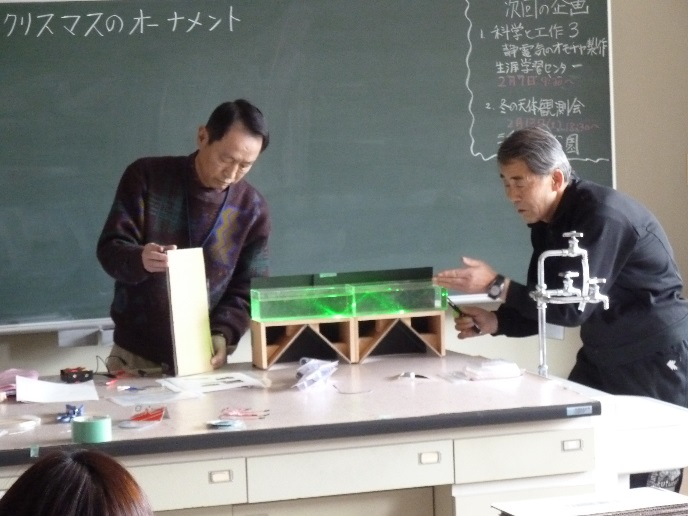 クリスマスのオーナメント
次回の企画
1. 科学と工作3
静電気のオモチャ製作
生涯学習センター
2. 冬の天体観測会